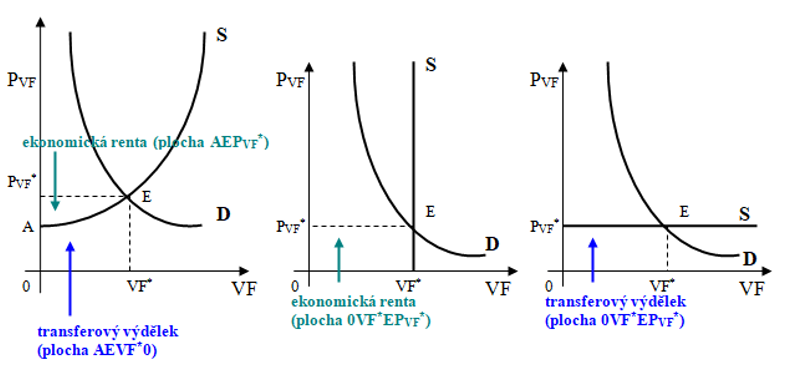 S
PVF
ekonomická renta (plocha AEPVF*)
PVF*
E
A
D
0
VF*
VF
transferový výdělek
(plocha AEVF*0)
S
PVF
E
PVF*
D
0
VF*
VF
ekonomická renta
(plocha 0VF*EPVF*)
PVF
E
S
PVF*
D
0
VF*
VF
transferový výdělek
(plocha 0VF*EPVF*)